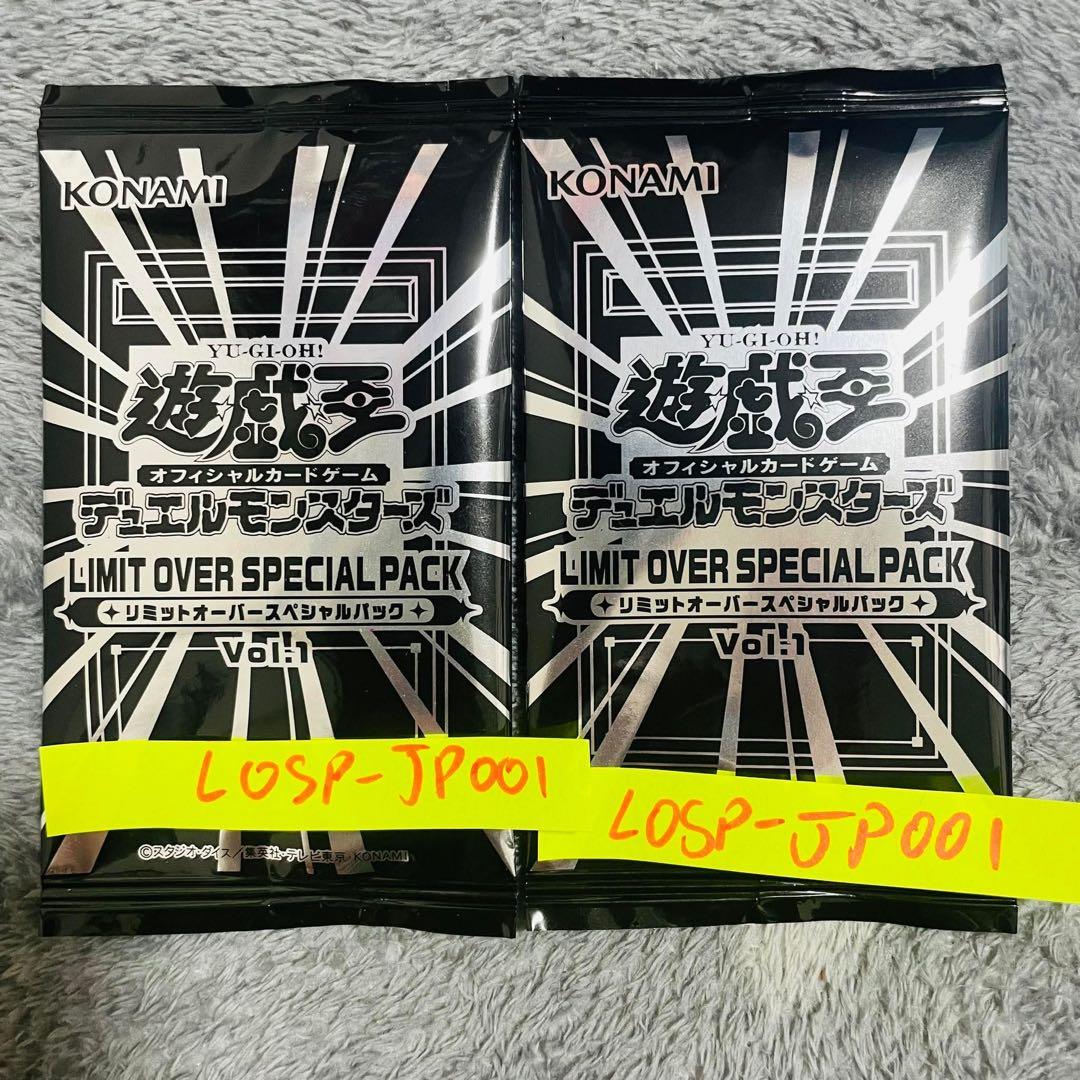 KONAMI
YU-GI-OH!
遊戯王
オフィシャルカードゲーム
デュエルモンスターズ
LIMIT OVER SPECIAL PACK
リミットオーバースペシャルパック
Vol.1
LOSP-JP001
©スタジオ・ダイス/集英社・テレビ東京・KONAMI
KONAMI
YU-GI-OH!
遊戯王
オフィシャルカードゲーム
デュエルモンスターズ
LIMIT OVER SPECIAL PACK
リミットオーバースペシャルパック
Vol.1
LOSP-JP001